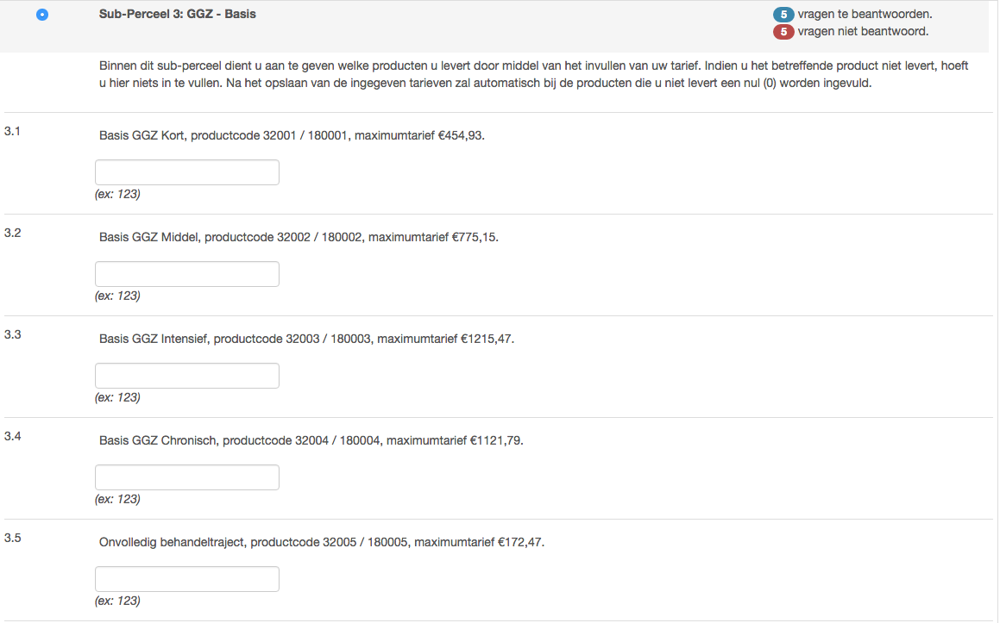 Sub-Perceel 3: GGZ - Basis
5 vragen te beantwoorden.
5 vragen niet beantwoord.
Binnen dit sub-perceel dient u aan te geven welke producten u levert door middel van het invullen van uw tarief. Indien u het betreffende product niet levert, hoeft
u hier niets in te vullen. Na het opslaan van de ingegeven tarieven zal automatisch bij de producten die u niet levert een nul (0) worden ingevuld.
3.1
Basis GGZ Kort, productcode 32001 / 180001, maximumtarief €454,93.
(ex: 123)
3.2
Basis GGZ Middel, productcode 32002 / 180002, maximumtarief €775,15.
(ex: 123)
3.3
Basis GGZ Intensief, productcode 32003 / 180003, maximumtarief €1215,47.
(ex: 123)
3.4
Basis GGZ Chronisch, productcode 32004 / 180004, maximumtarief €1121,79.
(ex: 123)
3.5
Onvolledig behandeltraject, productcode 32005 / 180005, maximumtarief €172,47.
(ex: 123)